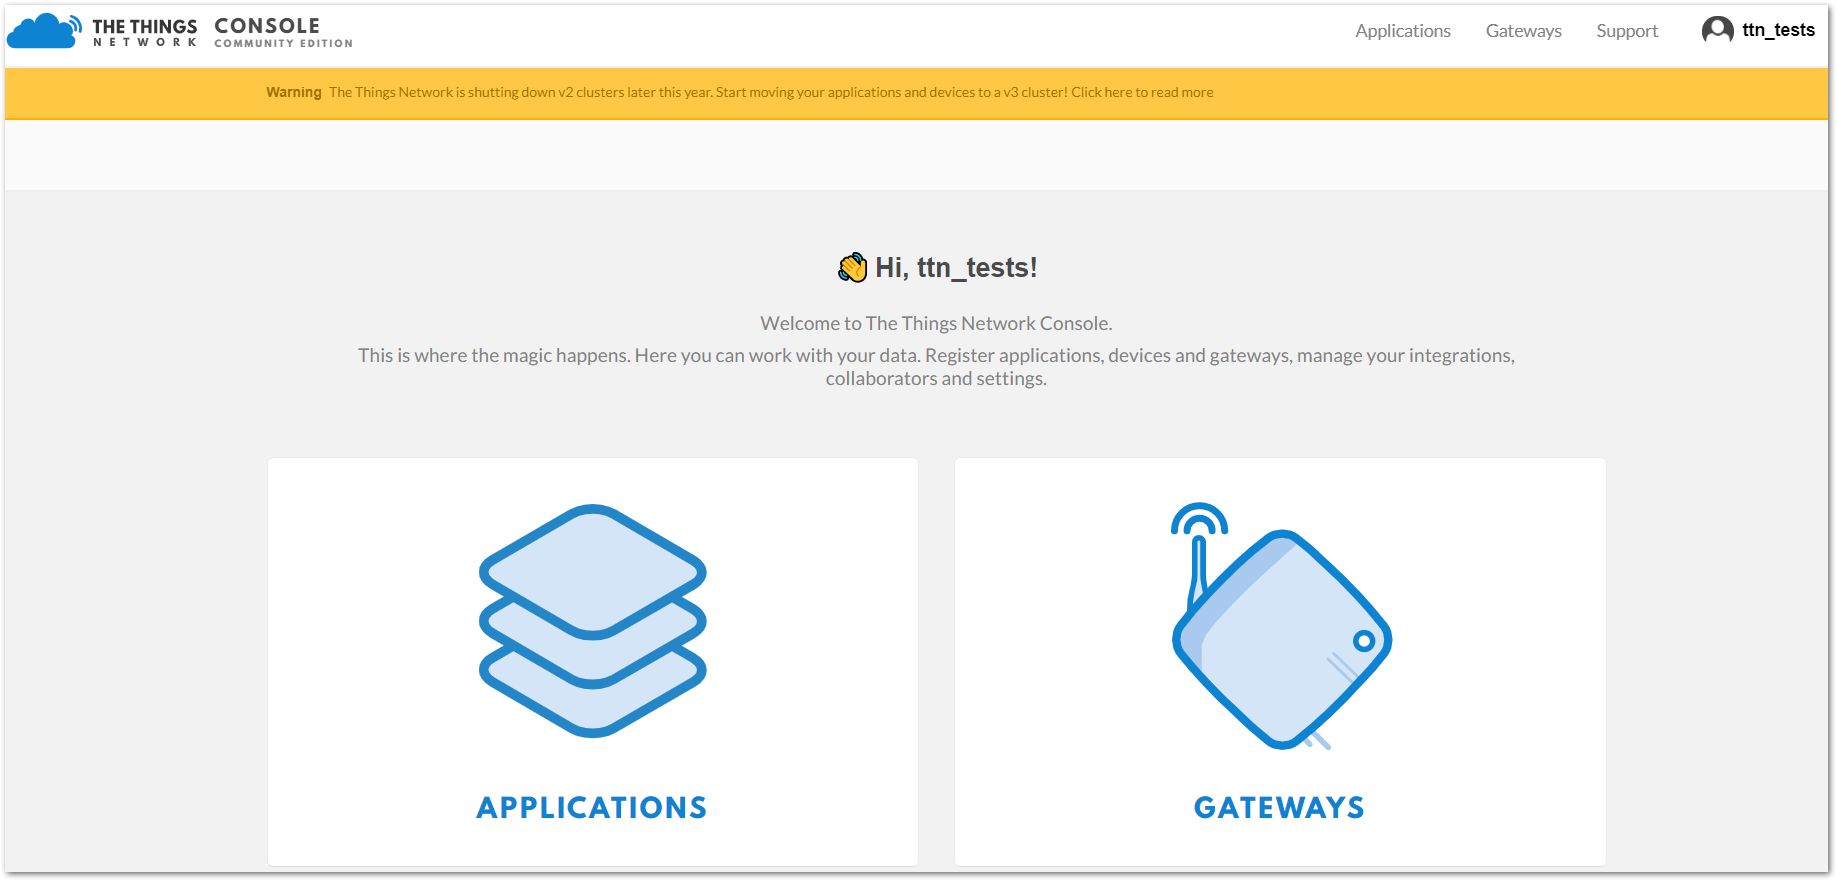 THE THINGS
NETWORK
CONSOLE
COMMUNITY EDITION
Applications
Gateways
Support
ttn_tests
Warning The Things Network is shutting down v2 clusters later this year. Start moving your applications and devices to a v3 cluster! Click here to read more
👋 Hi, ttn_tests!
Welcome to The Things Network Console.
This is where the magic happens. Here you can work with your data. Register applications, devices and gateways, manage your integrations,
collaborators and settings.
APPLICATIONS
GATEWAYS